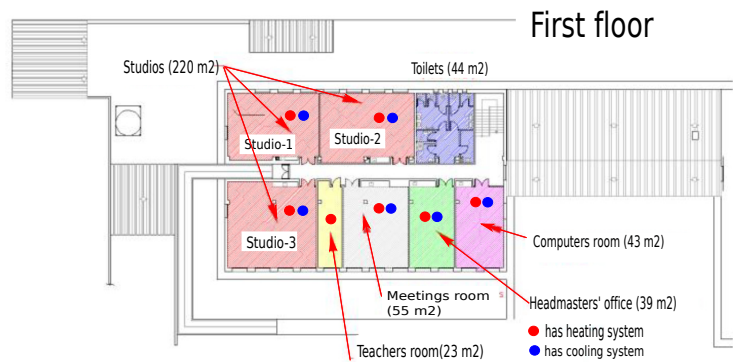 First floor
Studios (220 m2)
Toilets (44 m2)
Studio-1
Studio-2
Studio-3
Computers room (43 m2)
Meetings room
(55 m2)
Headmasters' office (39 m2)
Teachers room(23 m2)
has heating system
has cooling system